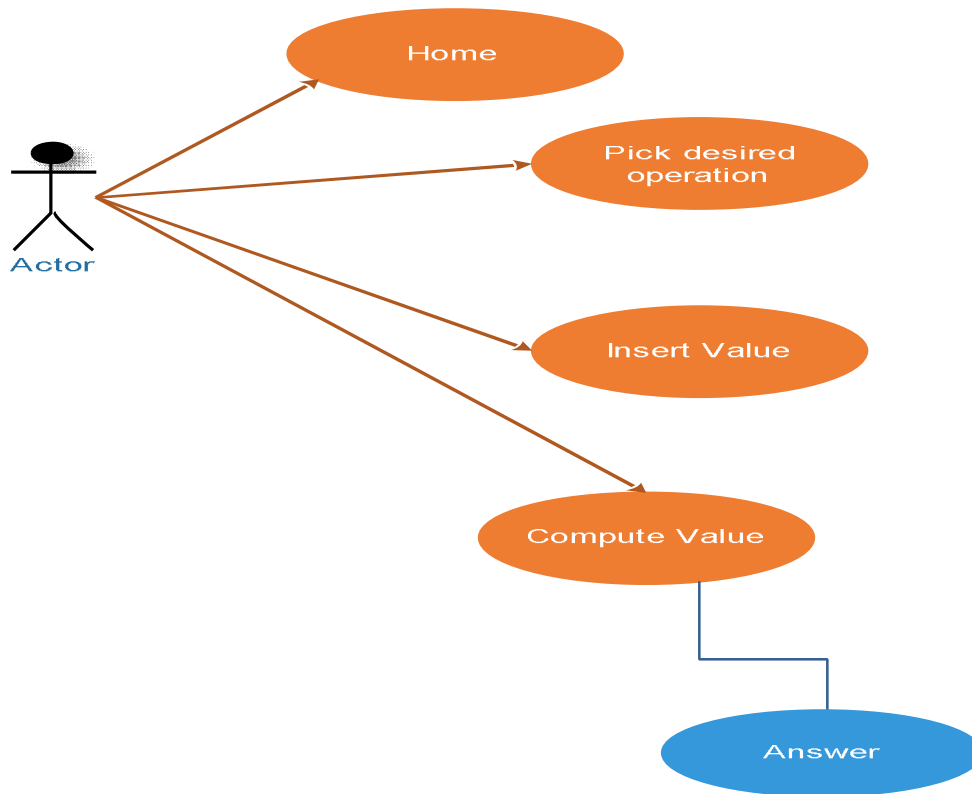 Home
Pick desired
operation
Actor
Insert Value
Compute Value
Answer